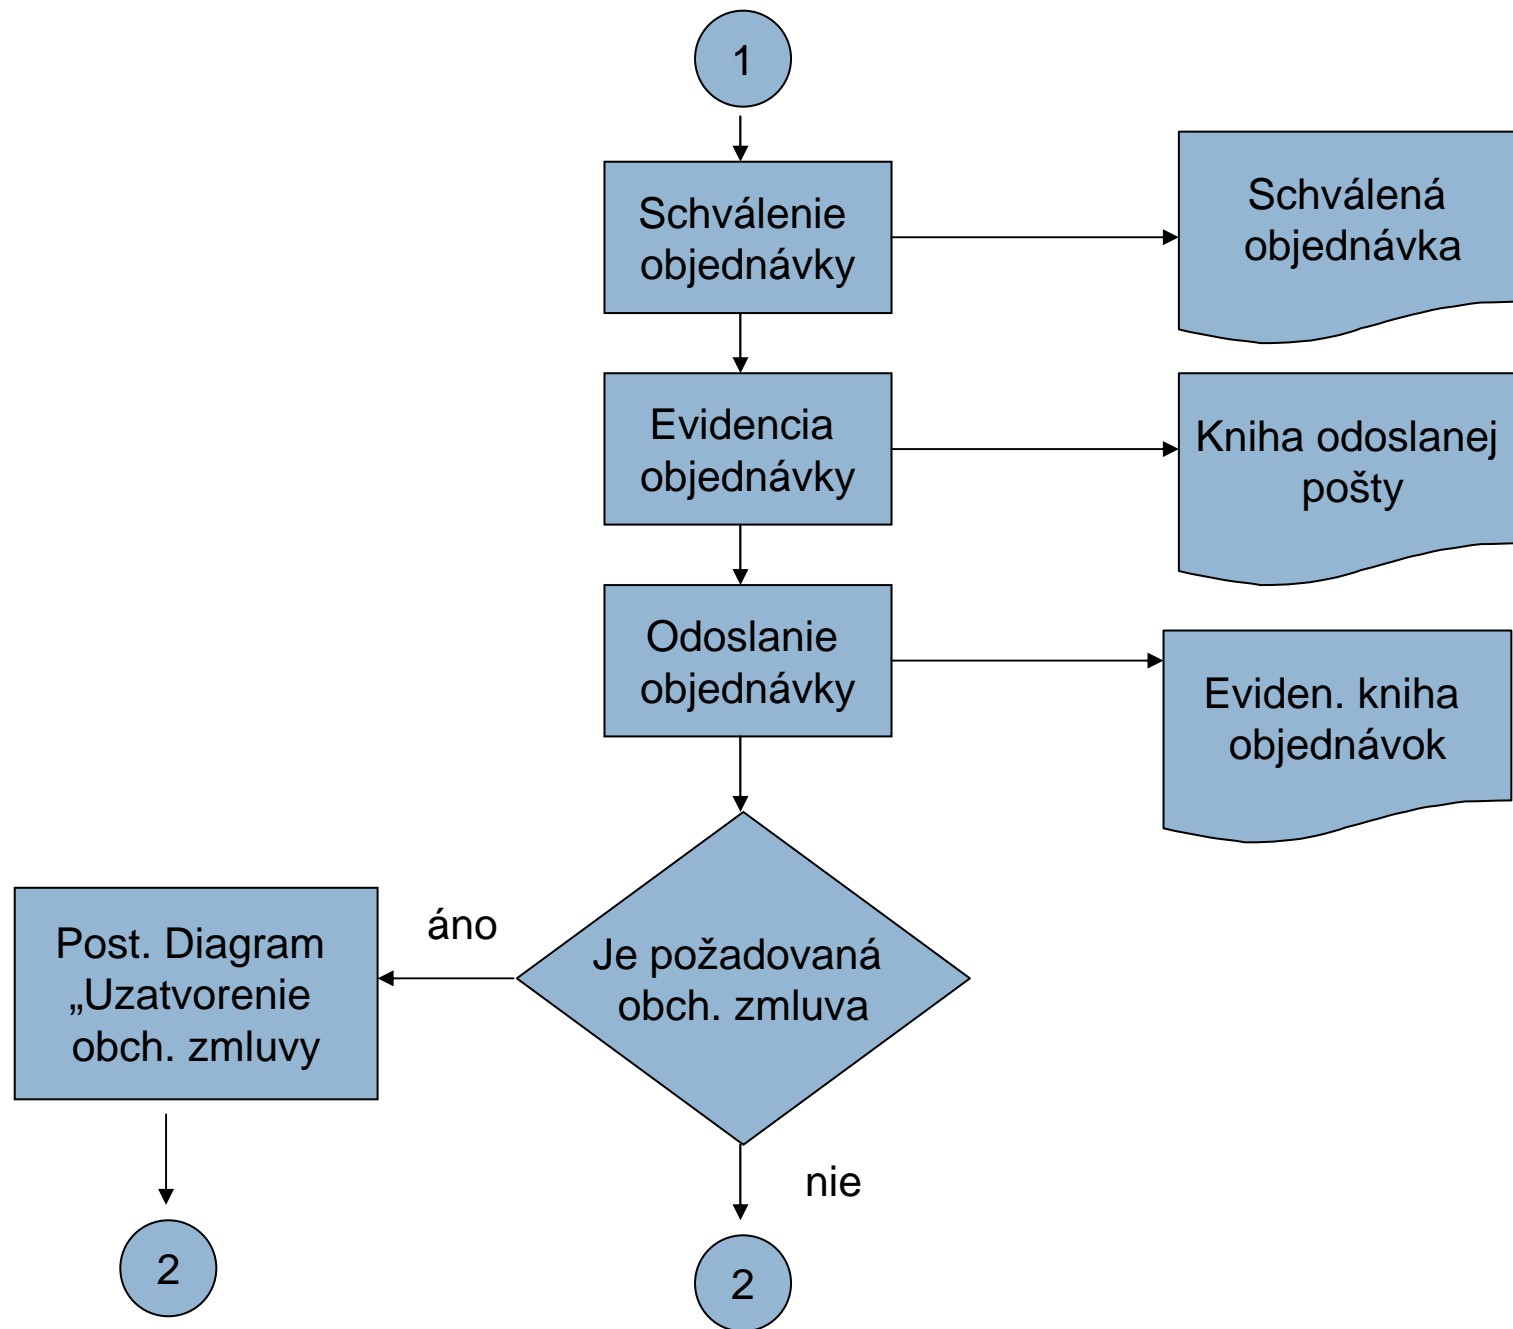 1
Schválenie
objednávky
Schválená
objednávka
Evidencia
objednávky
Kniha odoslanej
pošty
Odoslanie
objednávky
Eviden. kniha
objednávok
Je požadovaná
obch. zmluva
áno
Post. Diagram
„Uzatvorenie
obch. zmluvy
nie
2
2